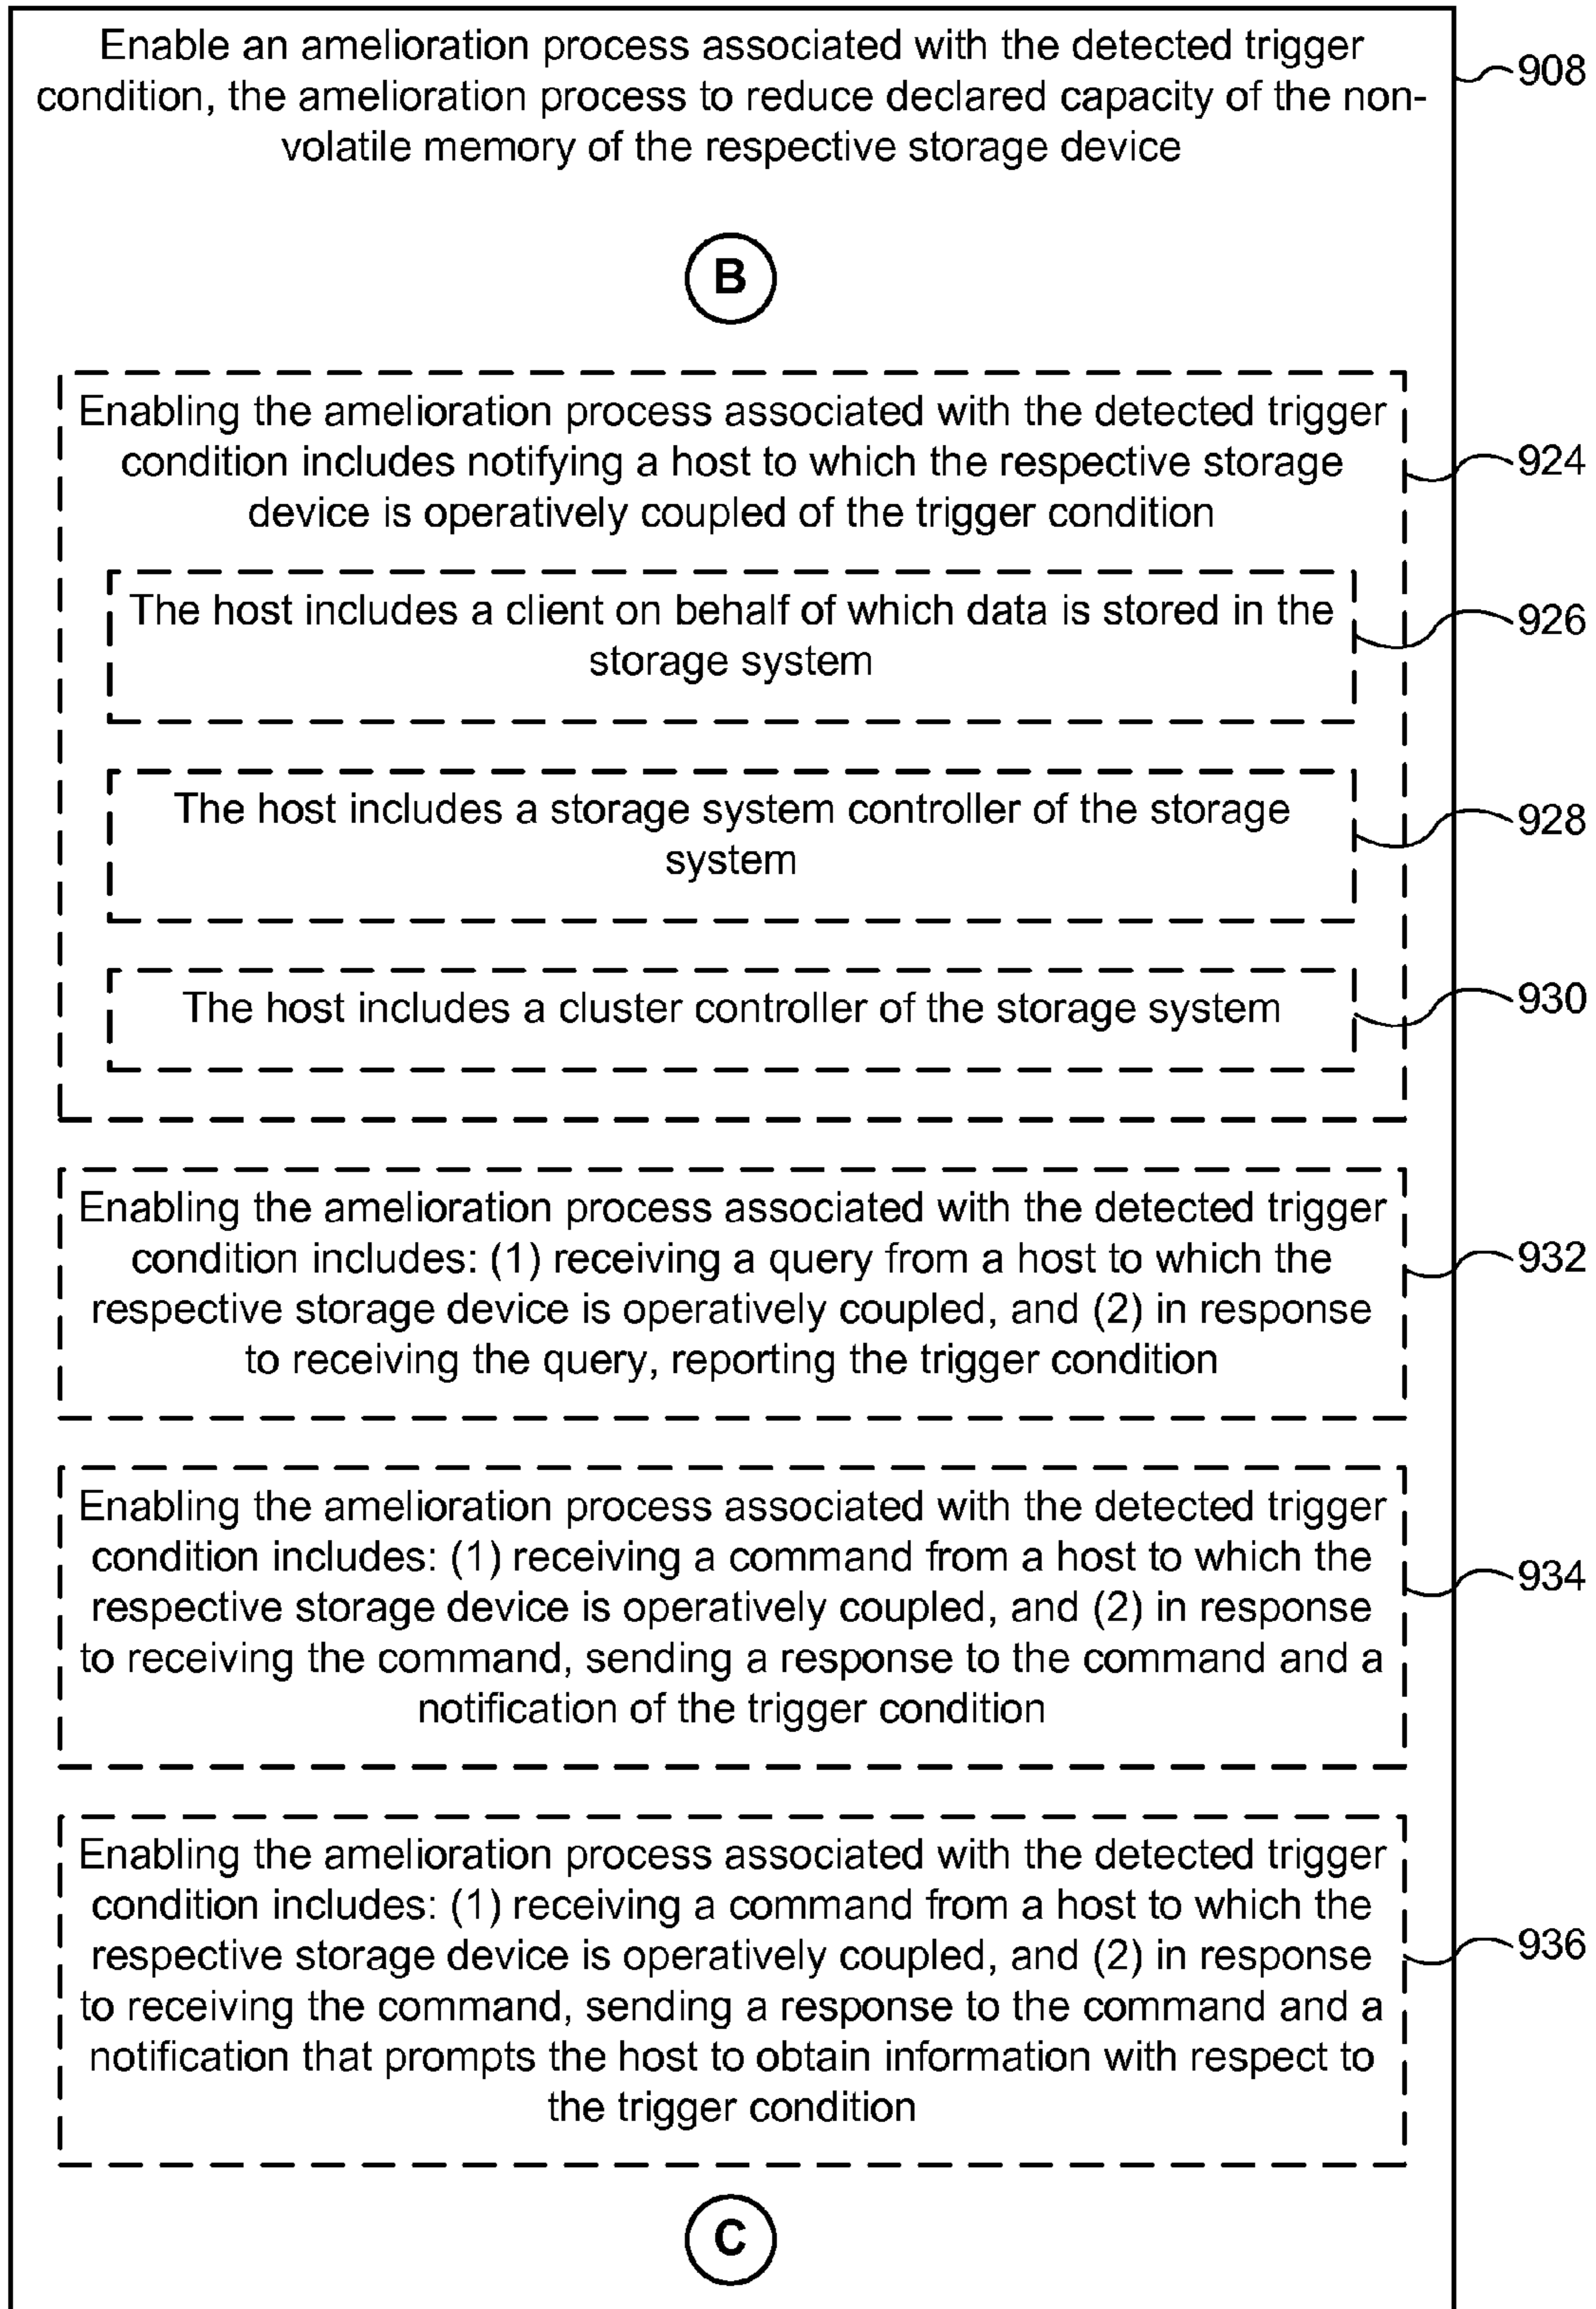 Enable an amelioration process associated with the detected trigger
condition, the amelioration process to reduce declared capacity of the non-
volatile memory of the respective storage device
908
B
Enabling the amelioration process associated with the detected trigger
condition includes notifying a host to which the respective storage
device is operatively coupled of the trigger condition
924
The host includes a client on behalf of which data is stored in the
storage system
926
The host includes a storage system controller of the storage
system
928
The host includes a cluster controller of the storage system
930
Enabling the amelioration process associated with the detected trigger
condition includes: (1) receiving a query from a host to which the
respective storage device is operatively coupled, and (2) in response
to receiving the query, reporting the trigger condition
932
Enabling the amelioration process associated with the detected trigger
condition includes: (1) receiving a command from a host to which the
respective storage device is operatively coupled, and (2) in response
to receiving the command, sending a response to the command and a
notification of the trigger condition
934
Enabling the amelioration process associated with the detected trigger
condition includes: (1) receiving a command from a host to which the
respective storage device is operatively coupled, and (2) in response
to receiving the command, sending a response to the command and a
notification that prompts the host to obtain information with respect to
the trigger condition
936
C